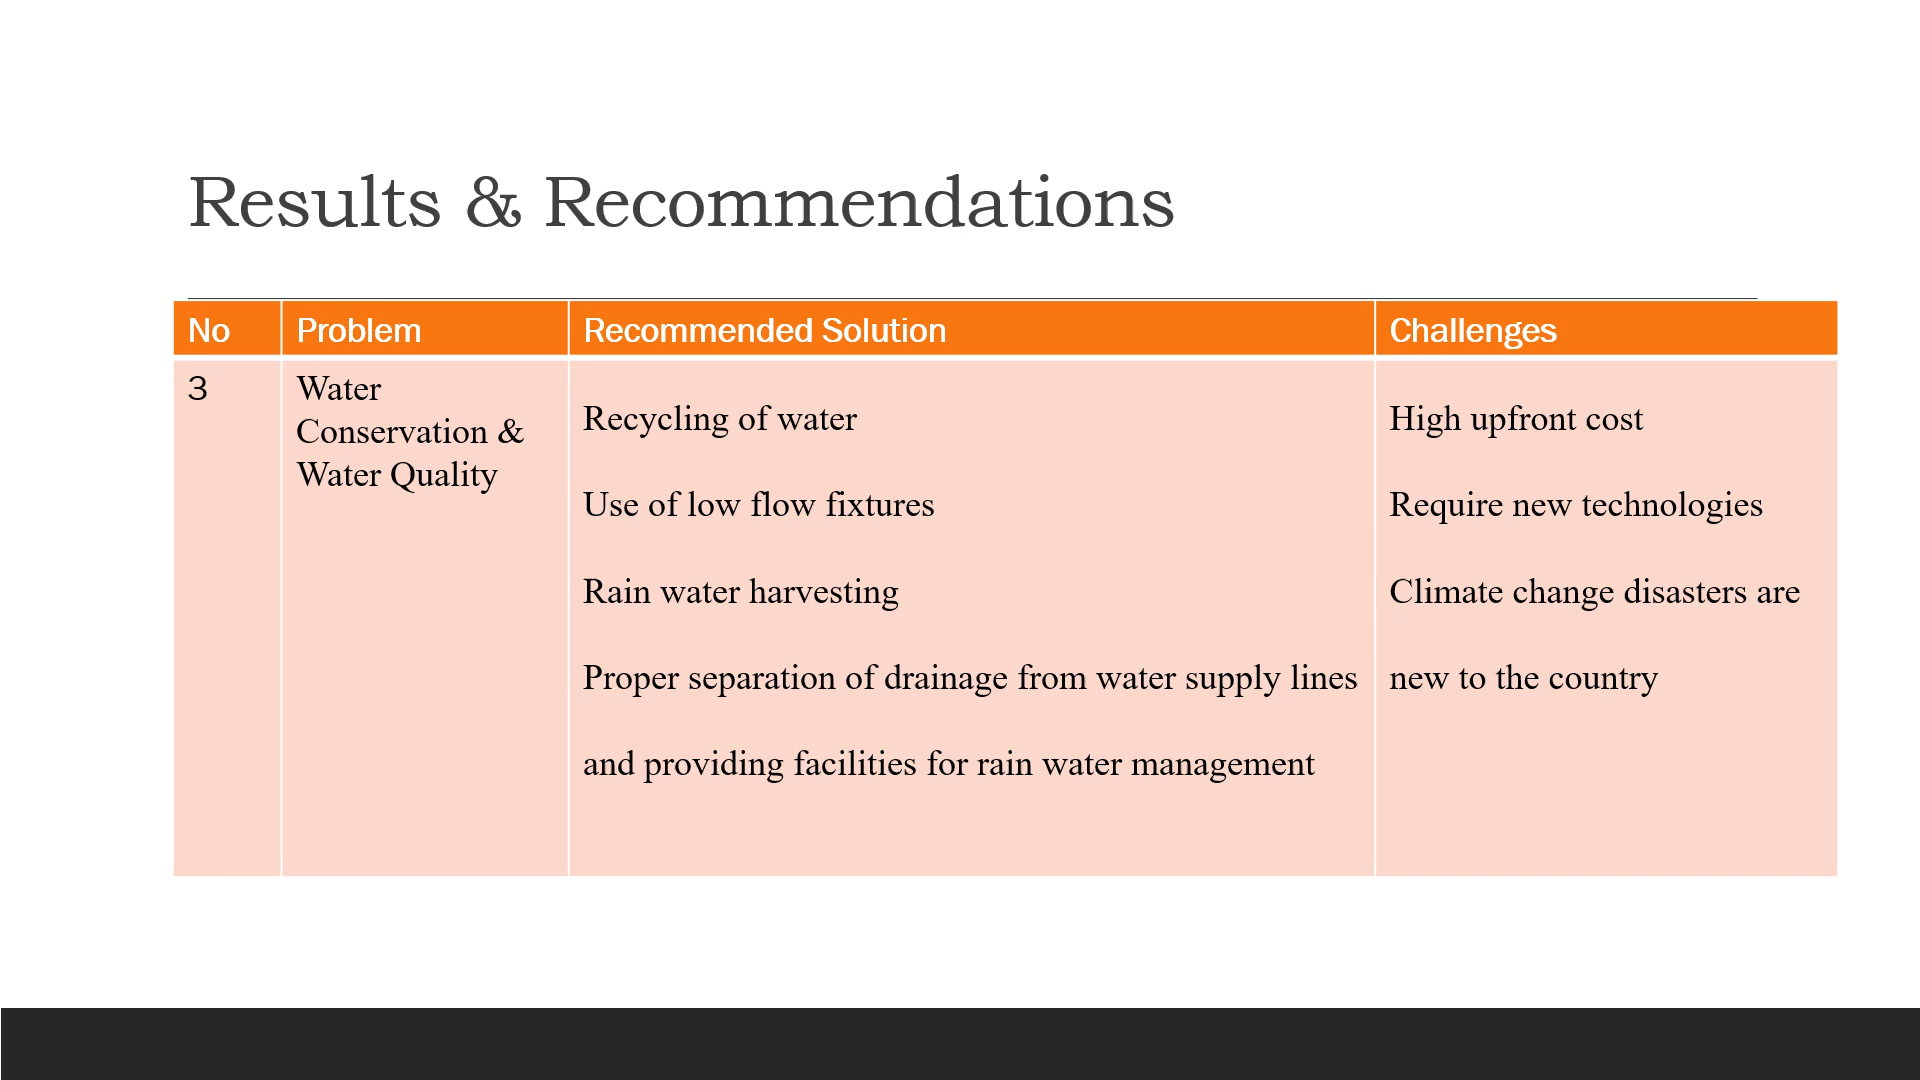 Results & Recommendations
No
Problem
Recommended Solution
Challenges
3
Water
Conservation &
Water Quality
Recycling of water
Use of low flow fixtures
Rain water harvesting
Proper separation of drainage from water supply lines
and providing facilities for rain water management
High upfront cost
Require new technologies
Climate change disasters are
new to the country